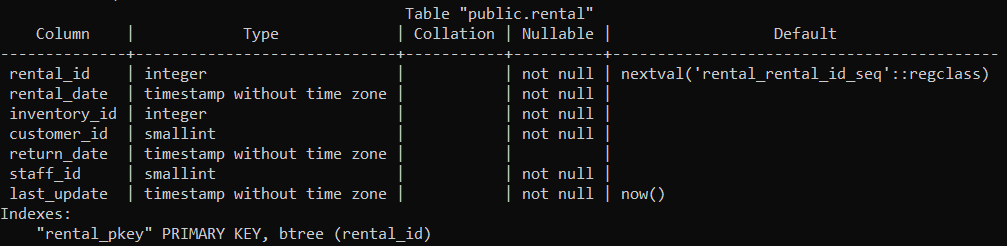 Table "public.rental"
    Column    |            Type             | Collation | Nullable |                 Default
--------------+-----------------------------+-----------+----------+-----------------------------------------
 rental_id    | integer                     |           | not null | nextval('rental_rental_id_seq'::regclass)
 rental_date  | timestamp without time zone |           | not null |
 inventory_id | integer                     |           | not null |
 customer_id  | smallint                    |           | not null |
 return_date  | timestamp without time zone |           |          |
 staff_id     | smallint                    |           | not null |
 last_update  | timestamp without time zone |           | not null | now()
Indexes:
    "rental_pkey" PRIMARY KEY, btree (rental_id)